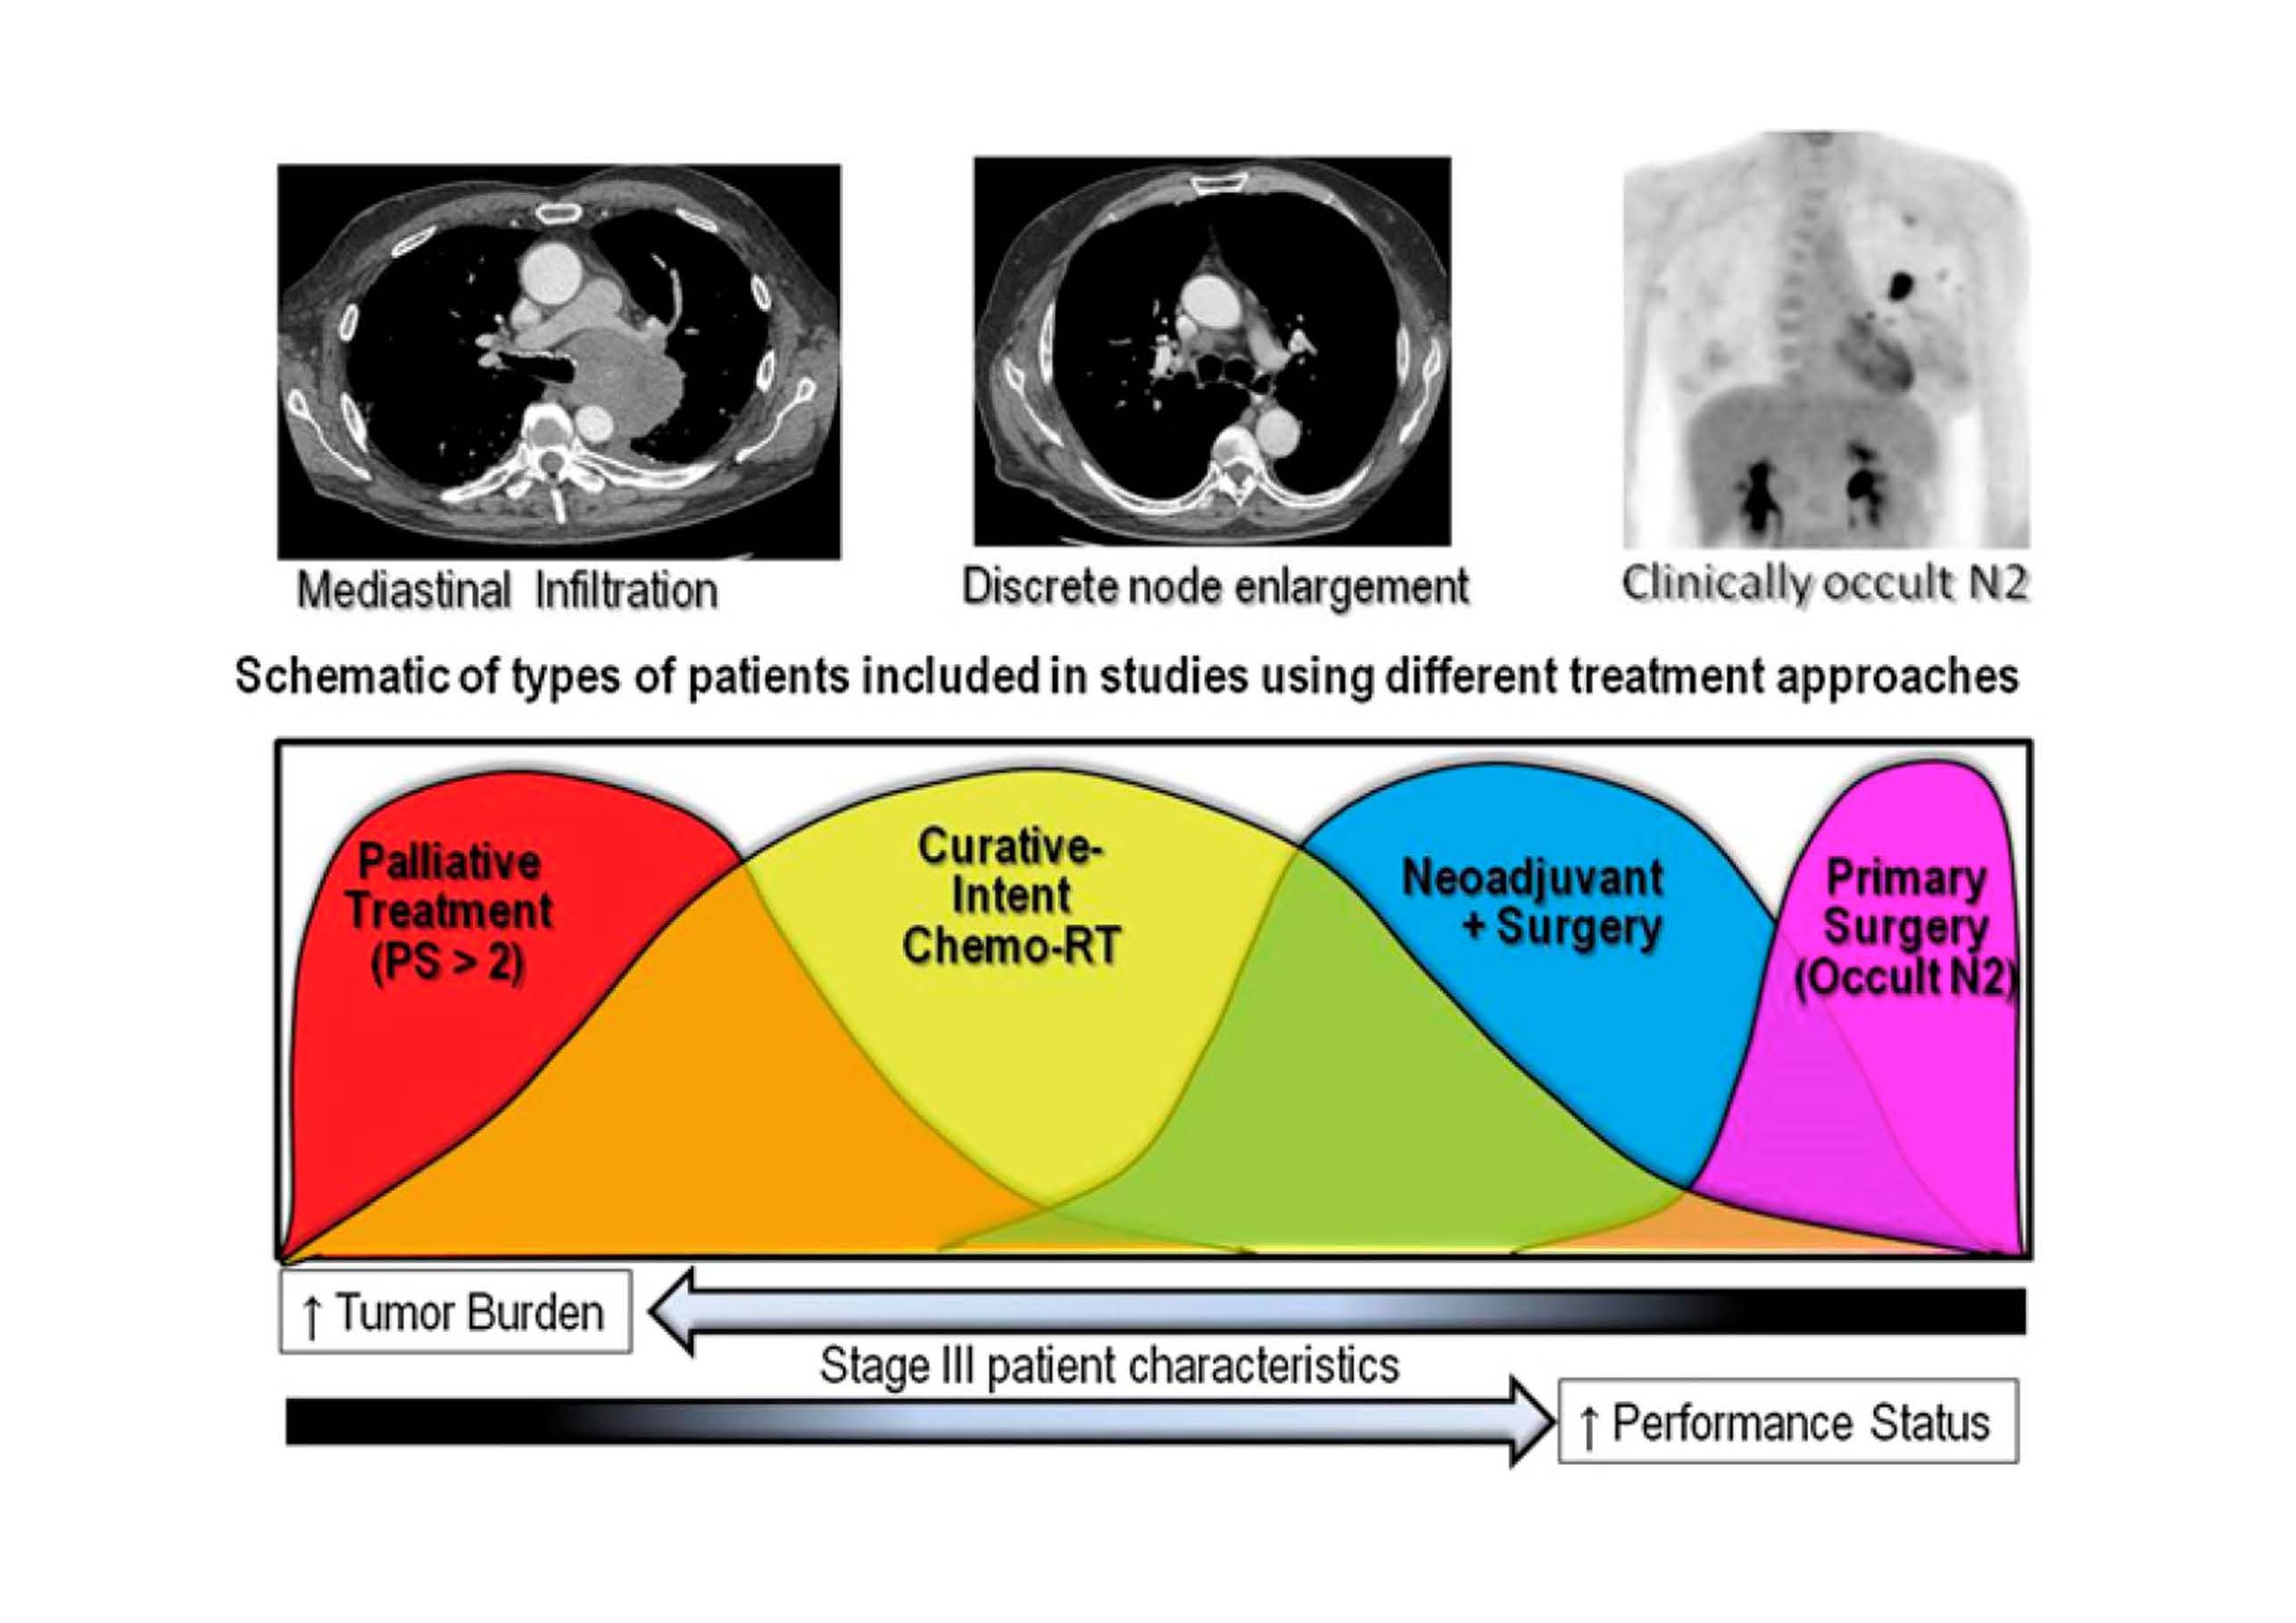 Mediastinal Infiltration
Discrete node enlargement
Clinically occult N2
Schematic of types of patients included in studies using different treatment approaches
Palliative
Treatment
(PS > 2)
Curative-
Intent
Chemo-RT
Neoadjuvant
+ Surgery
Primary
Surgery
(Occult N2)
↑ Tumor Burden
Stage III patient characteristics
↑ Performance Status